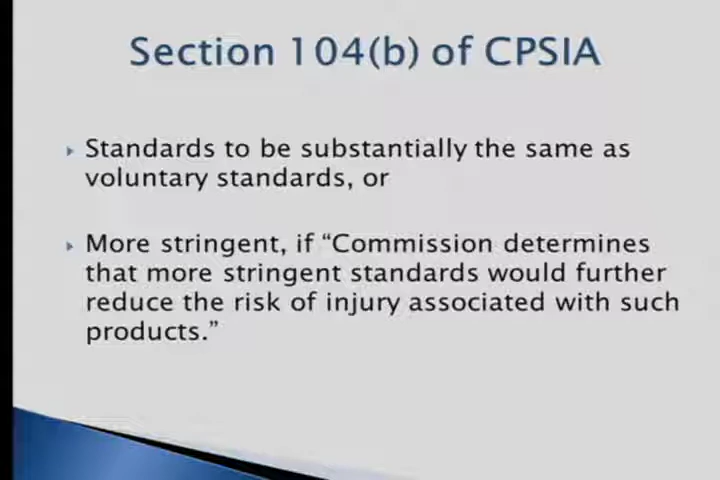 Section 104(b) of CPSIA
Standards to be substantially the same as
voluntary standards, or
More stringent, if “Commission determines
that more stringent standards would further
reduce the risk of injury associated with such
products.”